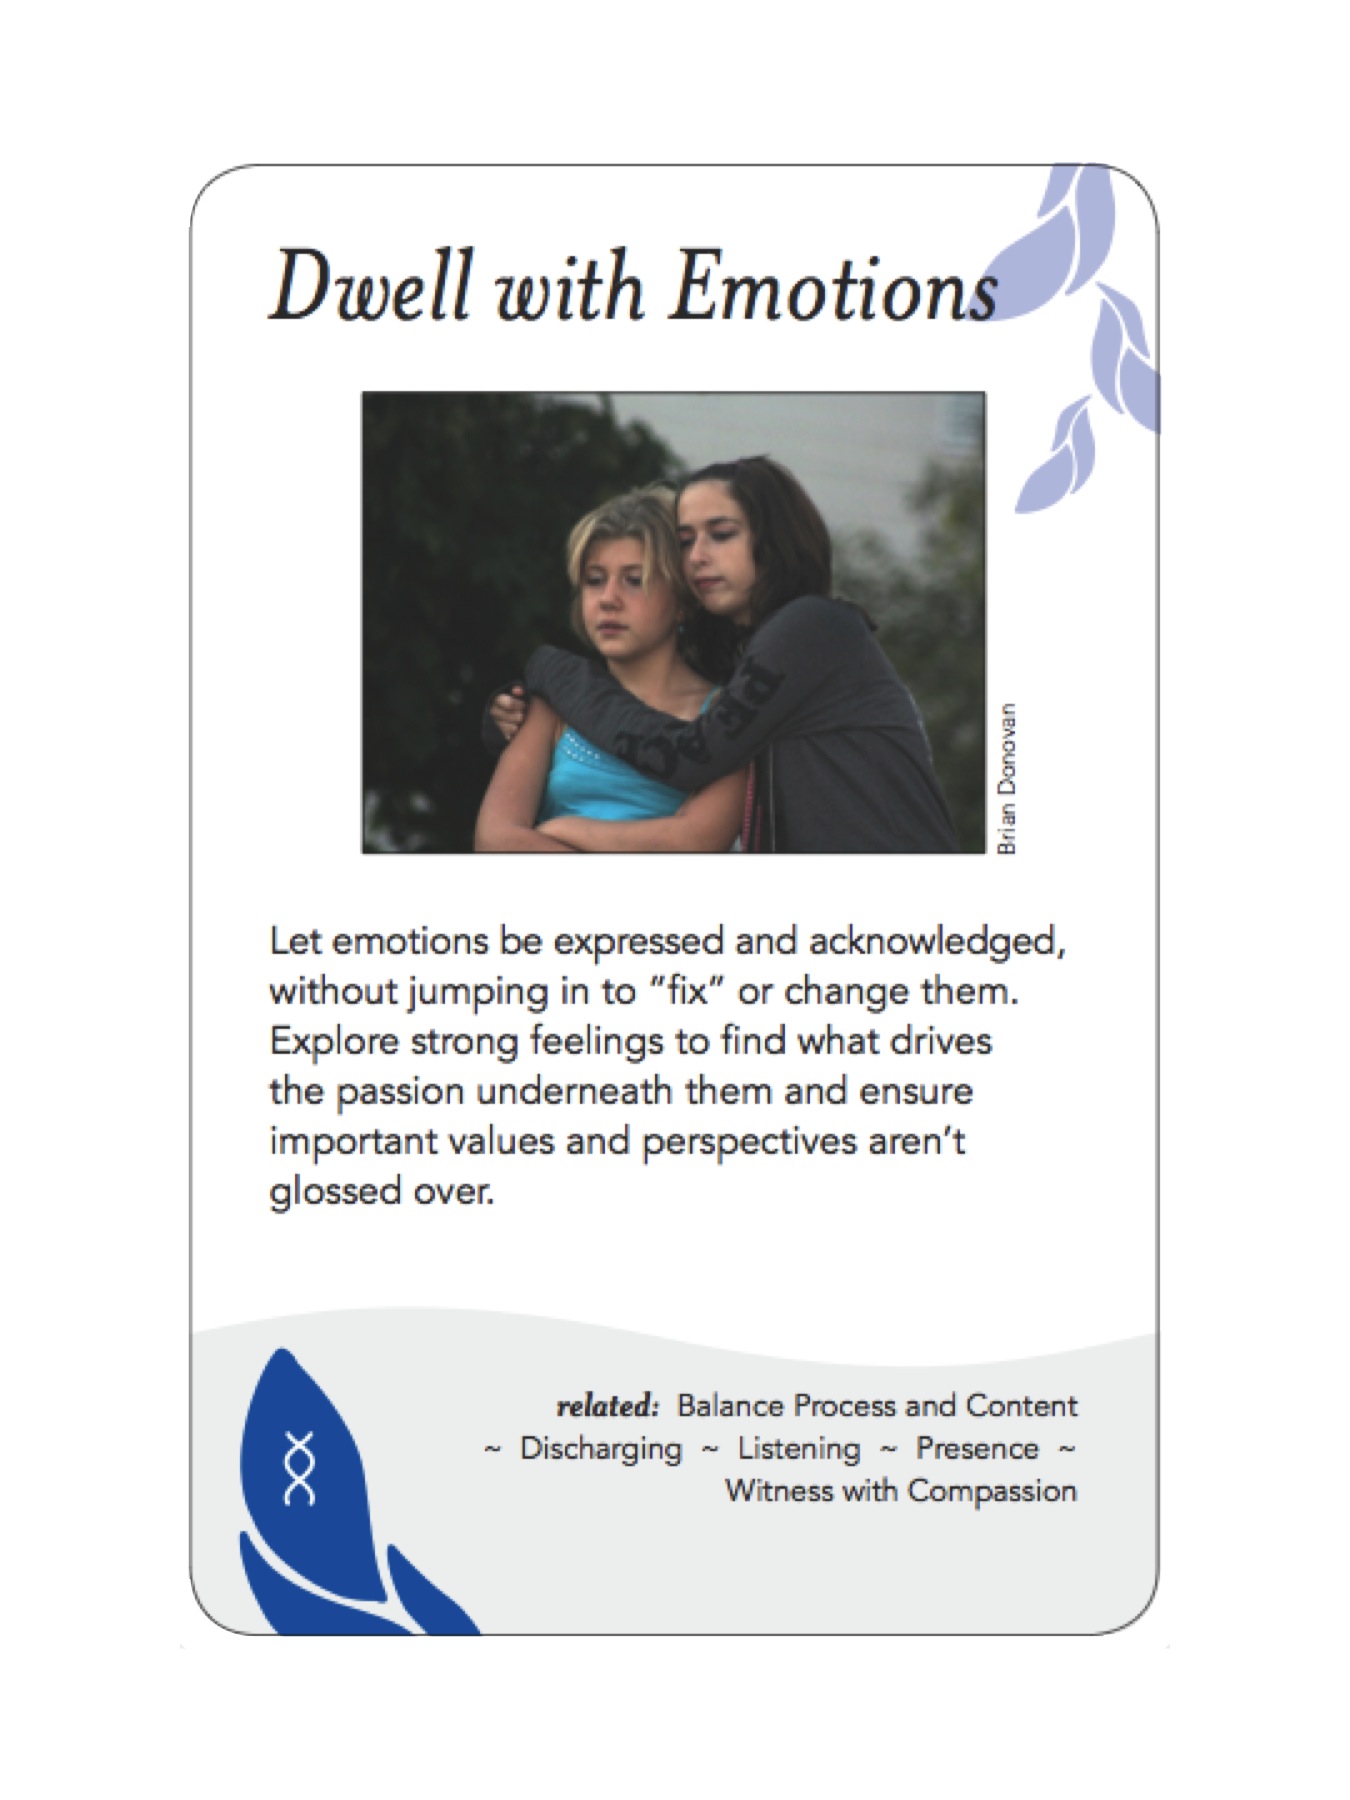 Dwell with Emotions
Brian Donovan
Let emotions be expressed and acknowledged,
without jumping in to “fix” or change them.
Explore strong feelings to find what drives
the passion underneath them and ensure
important values and perspectives aren’t
glossed over.
related: Balance Process and Content
~ Discharging ~ Listening ~ Presence ~
Witness with Compassion